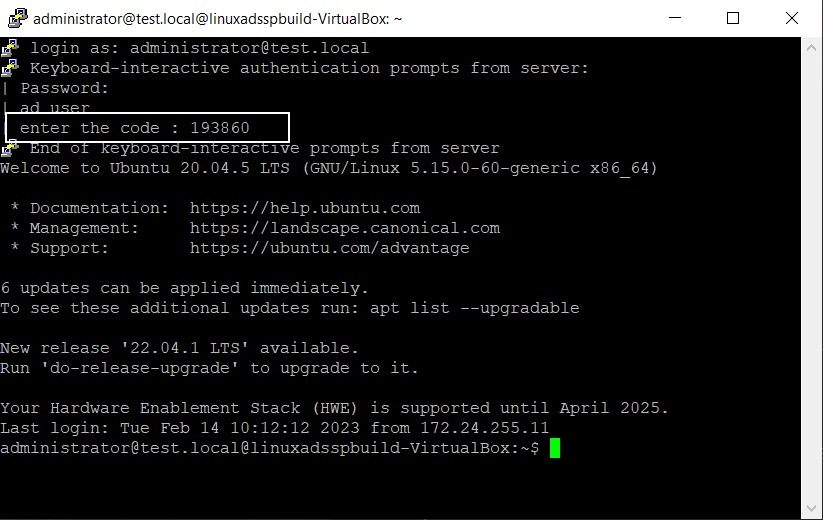 administrator@test.local@linuxadsspbuild-VirtualBox: ~
login as: administrator@test.local
Keyboard-interactive authentication prompts from server:
| Password:
| ad user
enter the code : 193860
End of keyboard-interactive prompts from server
Welcome to Ubuntu 20.04.5 LTS (GNU/Linux 5.15.0-60-generic x86_64)
* Documentation: https://help.ubuntu.com
* Management: https://landscape.canonical.com
* Support: https://ubuntu.com/advantage
6 updates can be applied immediately.
To see these additional updates run: apt list --upgradable
New release '22.04.1 LTS' available.
Run 'do-release-upgrade' to upgrade to it.
Your Hardware Enablement Stack (HWE) is supported until April 2025.
Last login: Tue Feb 14 10:12:12 2023 from 172.24.255.11
administrator@test.local@linuxadsspbuild-VirtualBox:~$